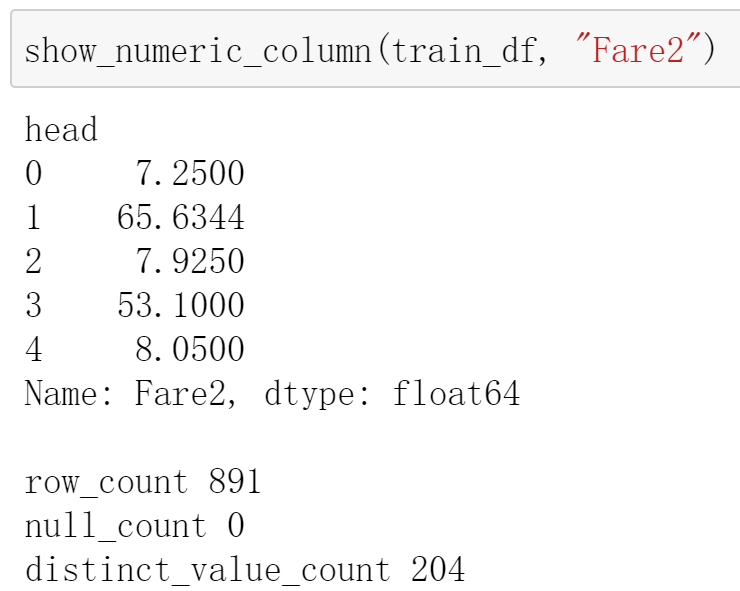 show_numeric_column(train_df, "Fare2")
head
0     7.2500
1    65.6344
2     7.9250
3    53.1000
4     8.0500
Name: Fare2, dtype: float64
row_count 891
null_count 0
distinct_value_count 204